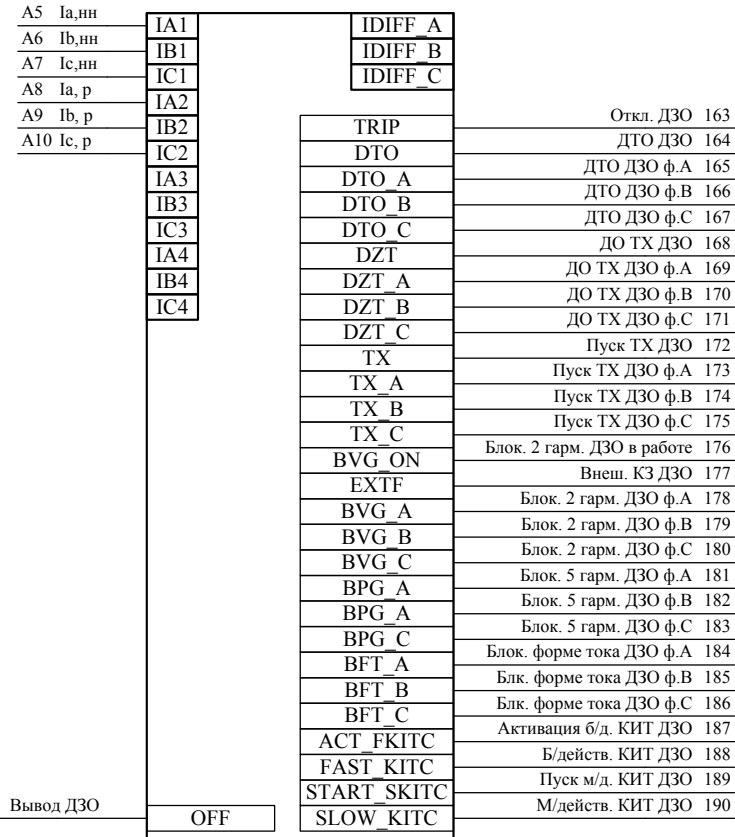 A5 Ia,нн
A6 Ib,нн
A7 Ic,нн
A8 Ia, р
A9 Ib, р
A10 Ic, р
IA1
IB1
IC1
IA2
IB2
IC2
IA3
IB3
IC3
IA4
IB4
IC4
IDIFF_A
IDIFF_B
IDIFF_C
TRIP Откл. ДЗО 163
DTO ДТО ДЗО 164
DTO_A ДТО ДЗО ф.А 165
DTO_B ДТО ДЗО ф.В 166
DTO_C ДТО ДЗО ф.С 167
DZT ДО ТХ ДЗО 168
DZT_A ДО ТХ ДЗО ф.А 169
DZT_B ДО ТХ ДЗО ф.В 170
DZT_C ДО ТХ ДЗО ф.С 171
TX Пуск ТХ ДЗО 172
TX_A Пуск ТХ ДЗО ф.А 173
TX_B Пуск ТХ ДЗО ф.В 174
TX_C Пуск ТХ ДЗО ф.С 175
BVG_ON Блок. 2 гарм. ДЗО в работе 176
EXTF Внеш. КЗ ДЗО 177
BVG_A Блок. 2 гарм. ДЗО ф.А 178
BVG_B Блок. 2 гарм. ДЗО ф.В 179
BVG_C Блок. 2 гарм. ДЗО ф.С 180
BPG_A Блок. 5 гарм. ДЗО ф.А 181
BPG_A Блок. 5 гарм. ДЗО ф.В 182
BPG_C Блок. 5 гарм. ДЗО ф.С 183
BFT_A Блок. форме тока ДЗО ф.А 184
BFT_B Блк. форме тока ДЗО ф.В 185
BFT_C Блк. форме тока ДЗО ф.С 186
ACT_FKITC Активация б/д. КИТ ДЗО 187
FAST_KITC Б/действ. КИТ ДЗО 188
START_SKITC Пуск м/д. КИТ ДЗО 189
SLOW_KITC М/действ. КИТ ДЗО 190
Вывод ДЗО
OFF